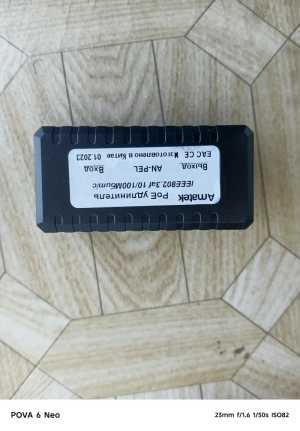 Amatek PoE удлинитель
IEEE802.3af 10/100Мбит/с
Вход AN-PEL Выход
EAC CE Изготовлено в Китае 01.2023
POVA 6 Neo
23mm f/1.6 1/50s ISO82